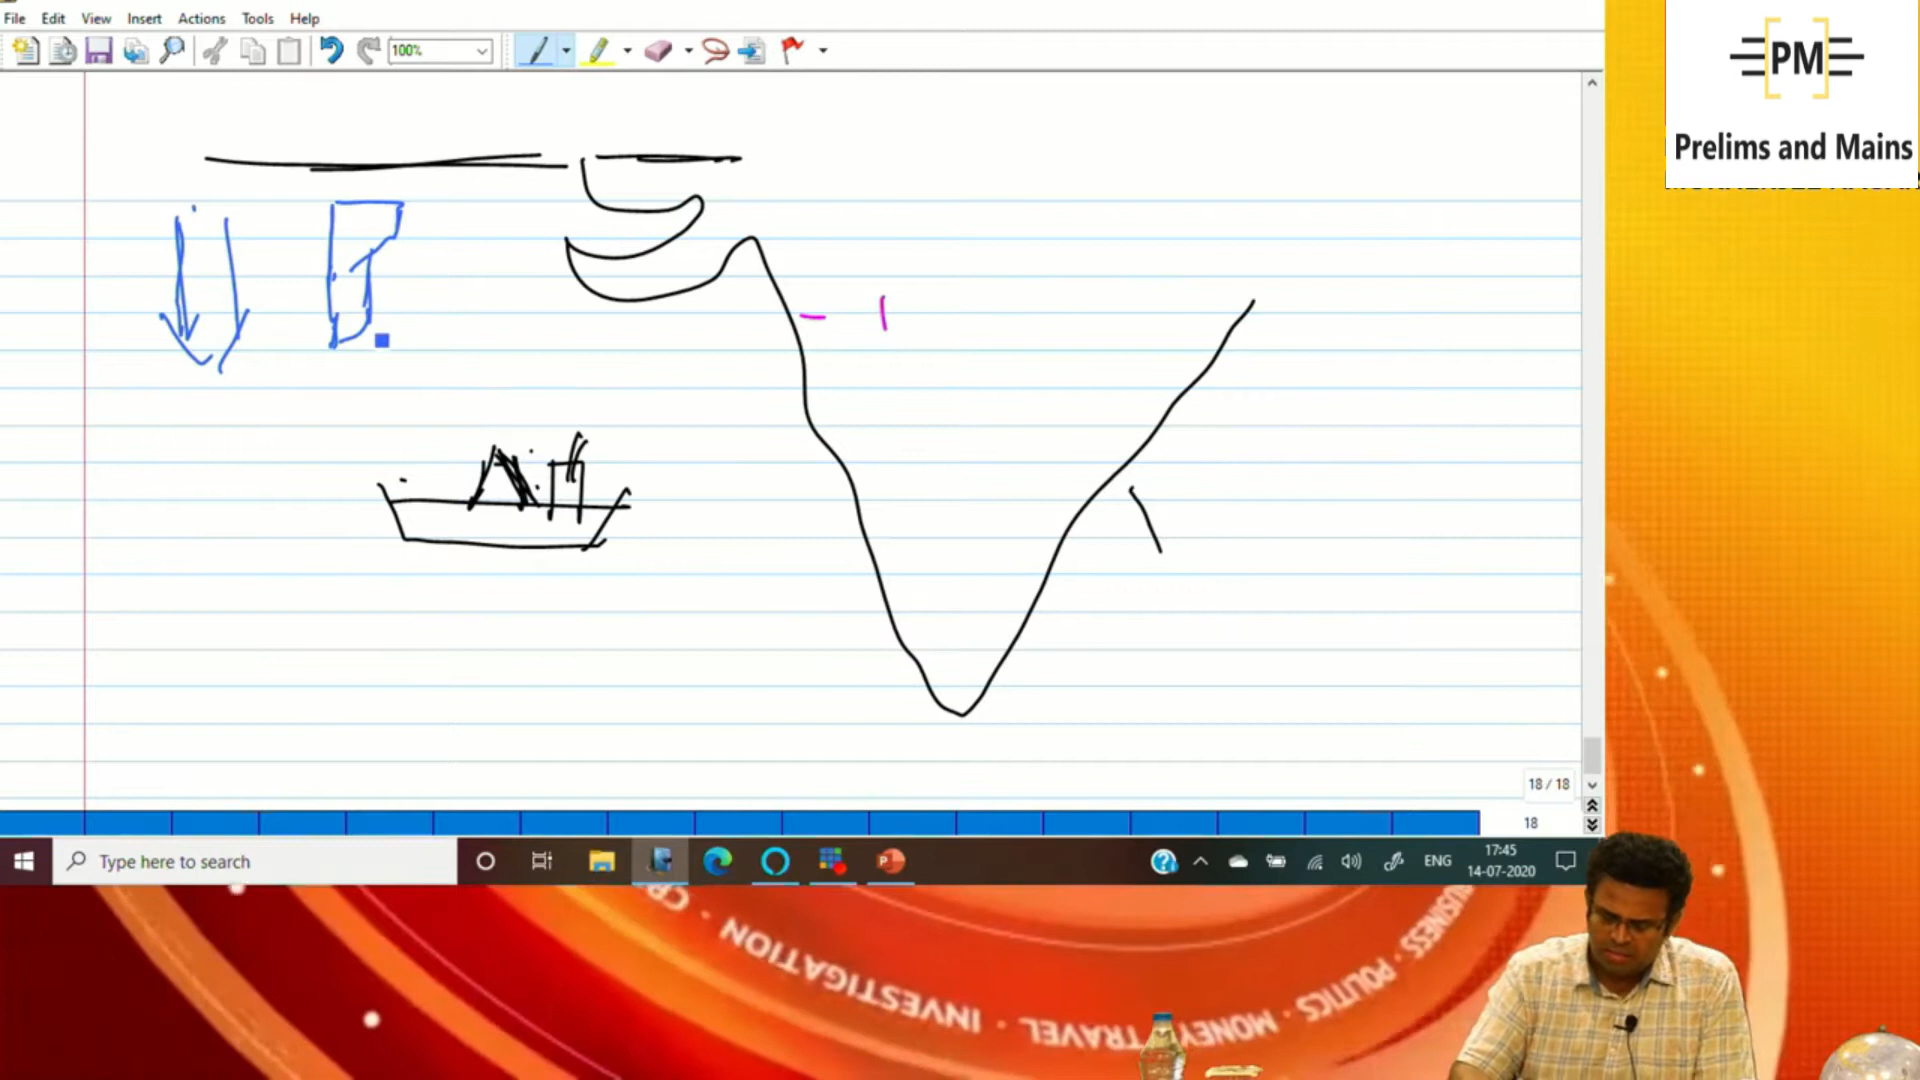 File Edit View Insert Actions Tools Help
100%
PM
Prelims and Mains
18 / 18
18
Type here to search
ENG
17:45
14-07-2020
INVESTIGATION · MONEY TRAVEL · POLITICS · BUSINESS